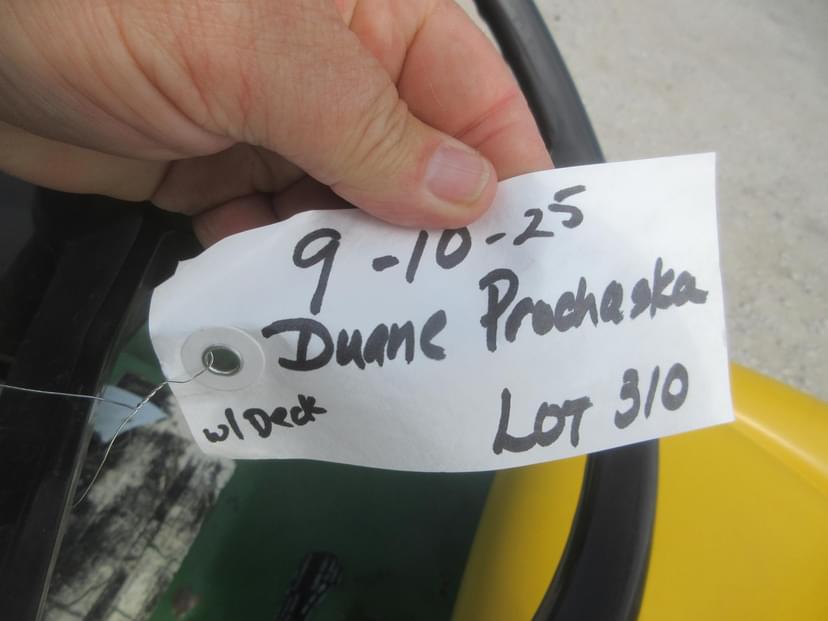 9-10-25
Duane Prochaska
w/ Deck
LOT 310